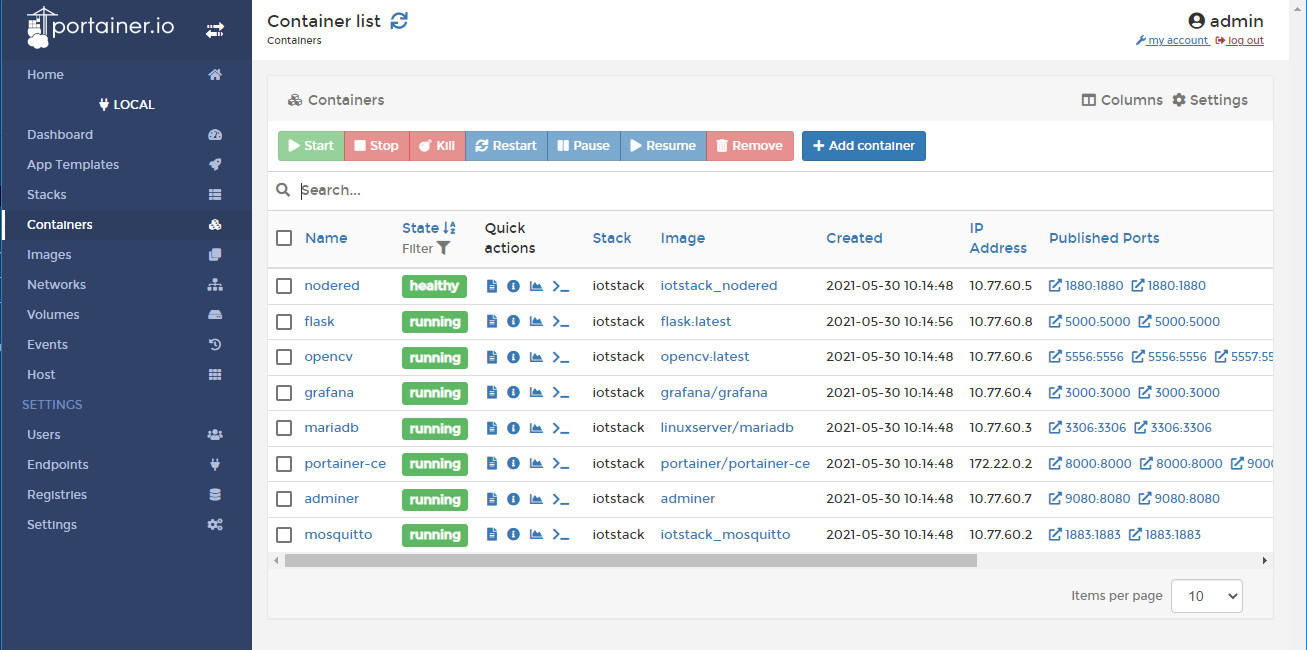 portainer.io
Home
LOCAL
Dashboard
App Templates
Stacks
Containers
Images
Networks
Volumes
Events
Host
SETTINGS
Users
Endpoints
Registries
Settings
Container list
Containers
admin
my account log out
Containers
Columns Settings
Start Stop Kill Restart Pause Resume Remove Add container
Search...
Name State Filter Quick actions Stack Image Created IP Address Published Ports
nodered healthy iotstack iotstack_nodered 2021-05-30 10:14:48 10.77.60.5 1880:1880 1880:1880
flask running iotstack flask:latest 2021-05-30 10:14:56 10.77.60.8 5000:5000 5000:5000
opencv running iotstack opencv:latest 2021-05-30 10:14:48 10.77.60.6 5556:5556 5556:5556 5557:55
grafana running iotstack grafana/grafana 2021-05-30 10:14:48 10.77.60.4 3000:3000 3000:3000
mariadb running iotstack linuxserver/mariadb 2021-05-30 10:14:48 10.77.60.3 3306:3306 3306:3306
portainer-ce running iotstack portainer/portainer-ce 2021-05-30 10:14:48 172.22.0.2 8000:8000 8000:8000 9000
adminer running iotstack adminer 2021-05-30 10:14:48 10.77.60.7 9080:8080 9080:8080
mosquitto running iotstack iotstack_mosquitto 2021-05-30 10:14:48 10.77.60.2 1883:1883 1883:1883
Items per page 10